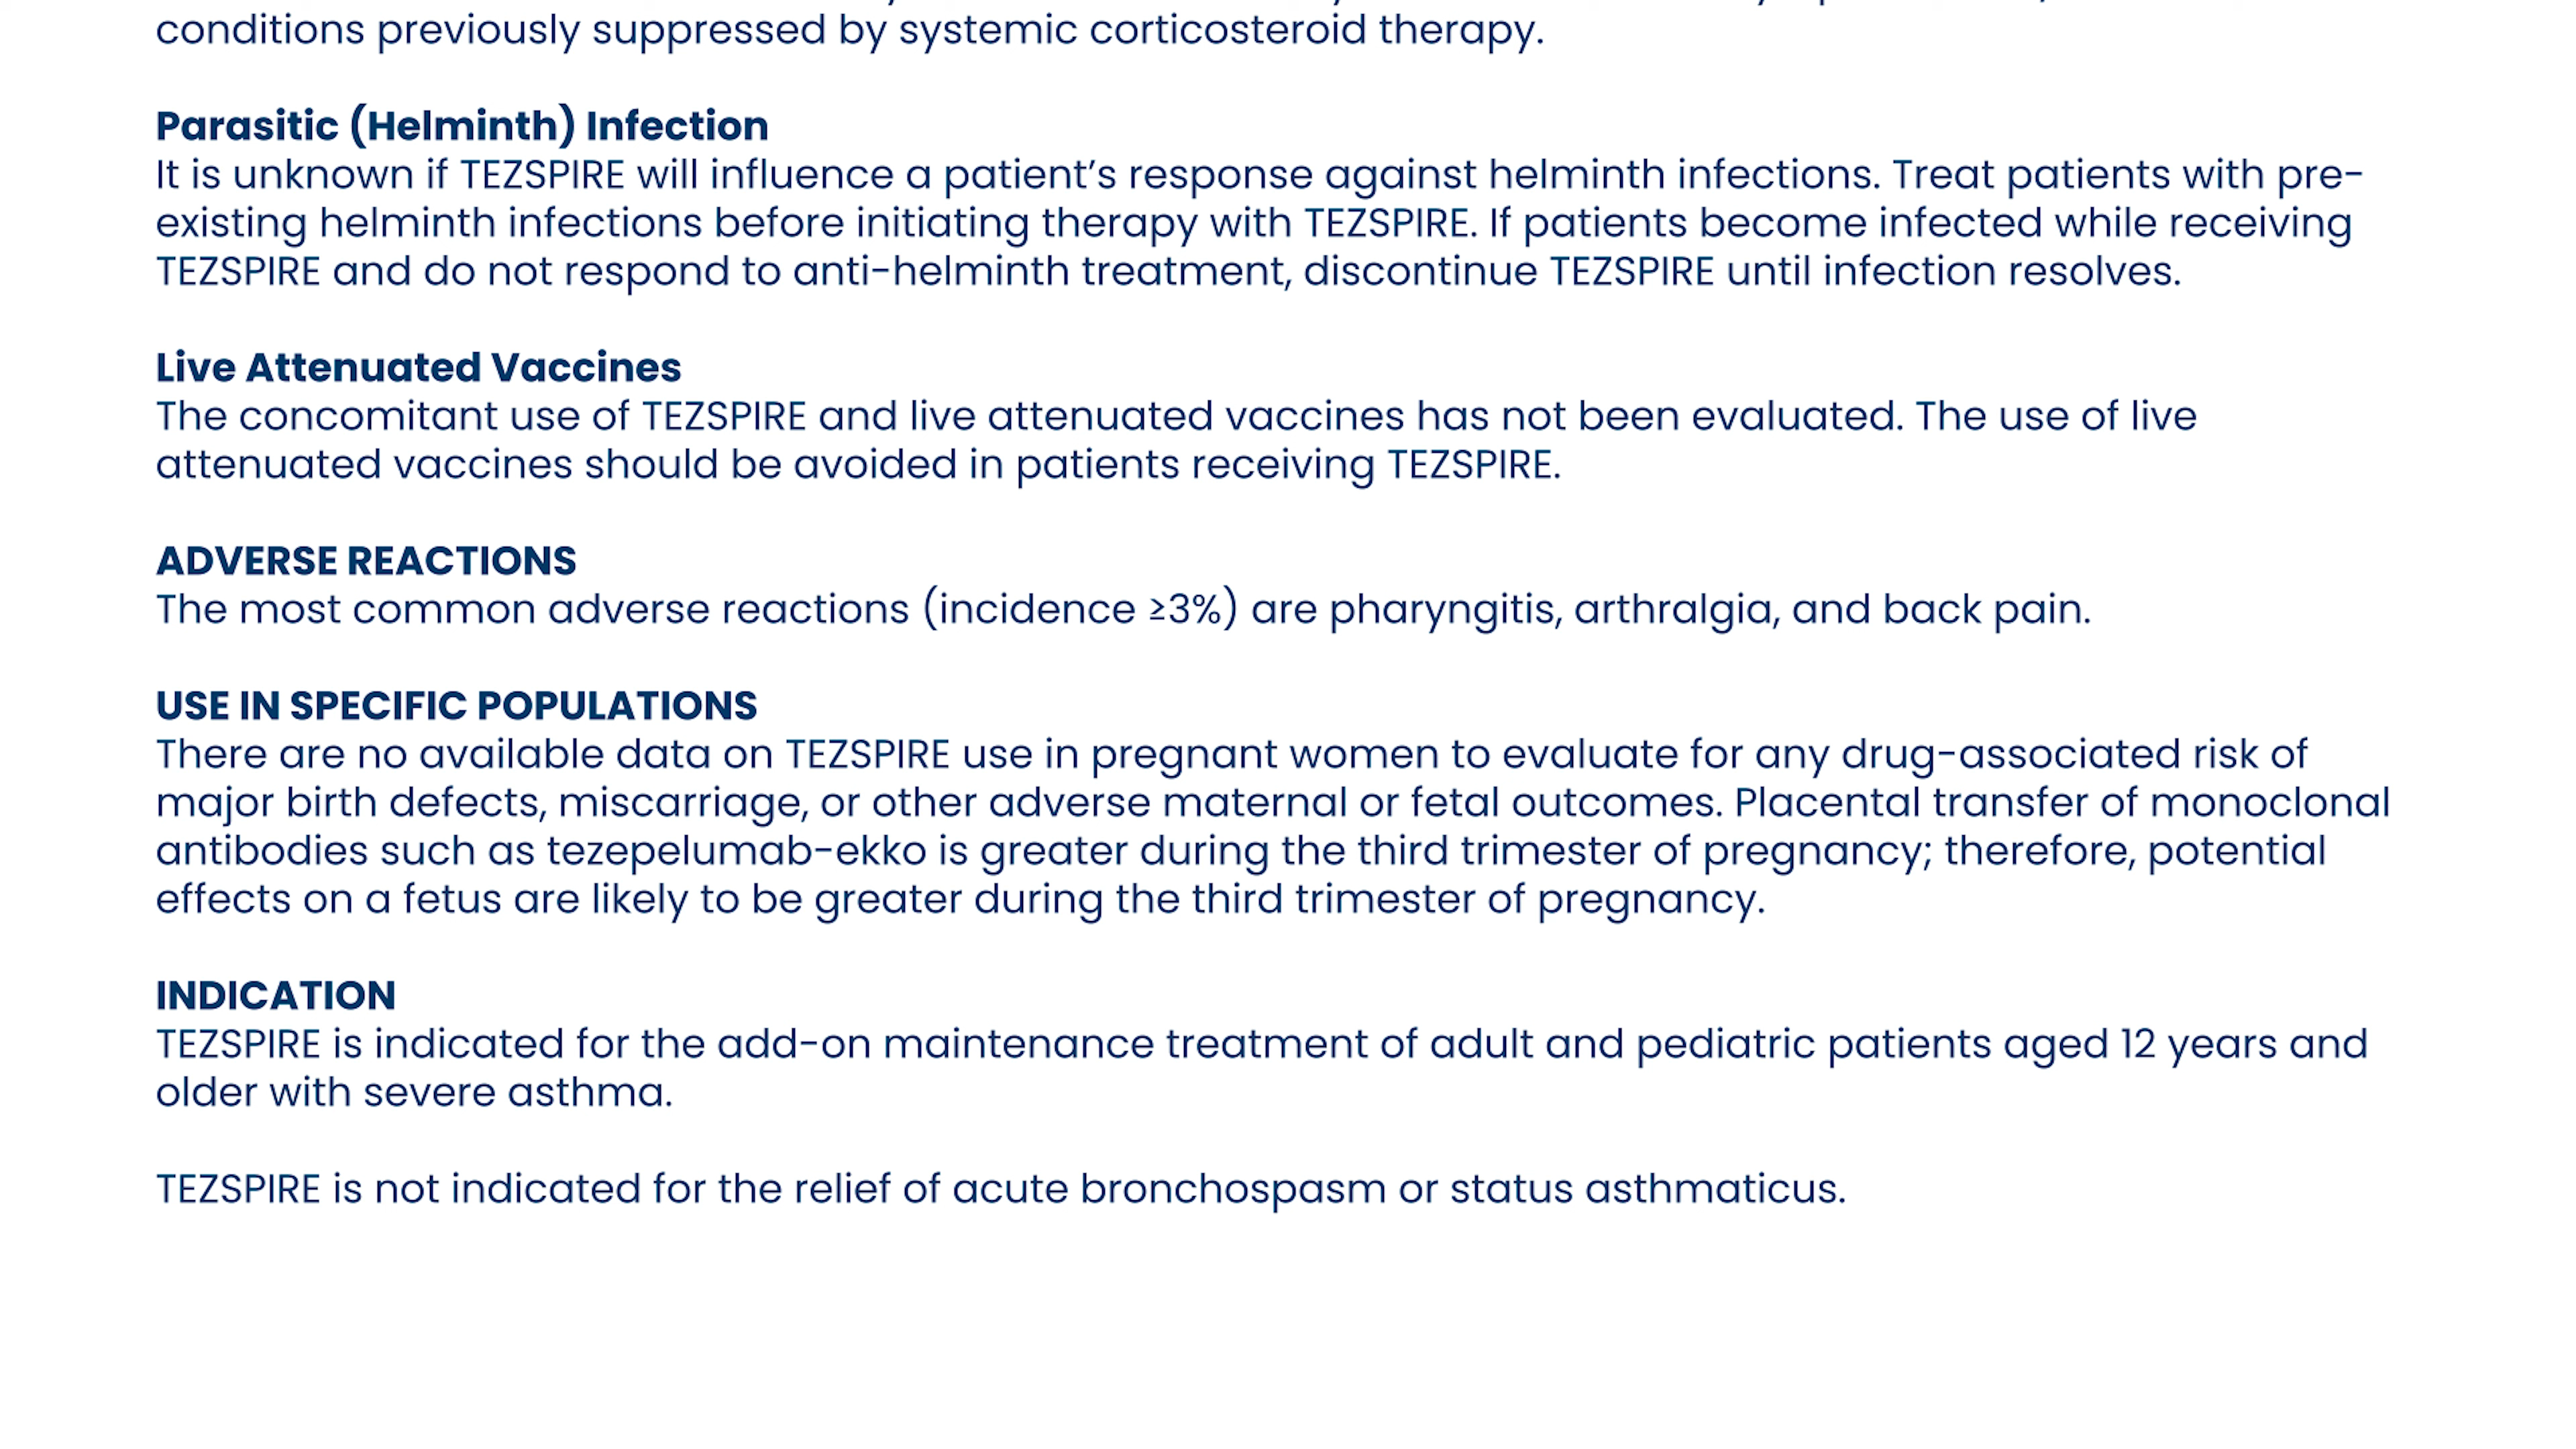 conditions previously suppressed by systemic corticosteroid therapy.
Parasitic (Helminth) Infection
It is unknown if TEZSPIRE will influence a patient’s response against helminth infections. Treat patients with pre-
existing helminth infections before initiating therapy with TEZSPIRE. If patients become infected while receiving
TEZSPIRE and do not respond to anti-helminth treatment, discontinue TEZSPIRE until infection resolves.
Live Attenuated Vaccines
The concomitant use of TEZSPIRE and live attenuated vaccines has not been evaluated. The use of live
attenuated vaccines should be avoided in patients receiving TEZSPIRE.
ADVERSE REACTIONS
The most common adverse reactions (incidence ≥3%) are pharyngitis, arthralgia, and back pain.
USE IN SPECIFIC POPULATIONS
There are no available data on TEZSPIRE use in pregnant women to evaluate for any drug-associated risk of
major birth defects, miscarriage, or other adverse maternal or fetal outcomes. Placental transfer of monoclonal
antibodies such as tezepelumab-ekko is greater during the third trimester of pregnancy; therefore, potential
effects on a fetus are likely to be greater during the third trimester of pregnancy.
INDICATION
TEZSPIRE is indicated for the add-on maintenance treatment of adult and pediatric patients aged 12 years and
older with severe asthma.
TEZSPIRE is not indicated for the relief of acute bronchospasm or status asthmaticus.